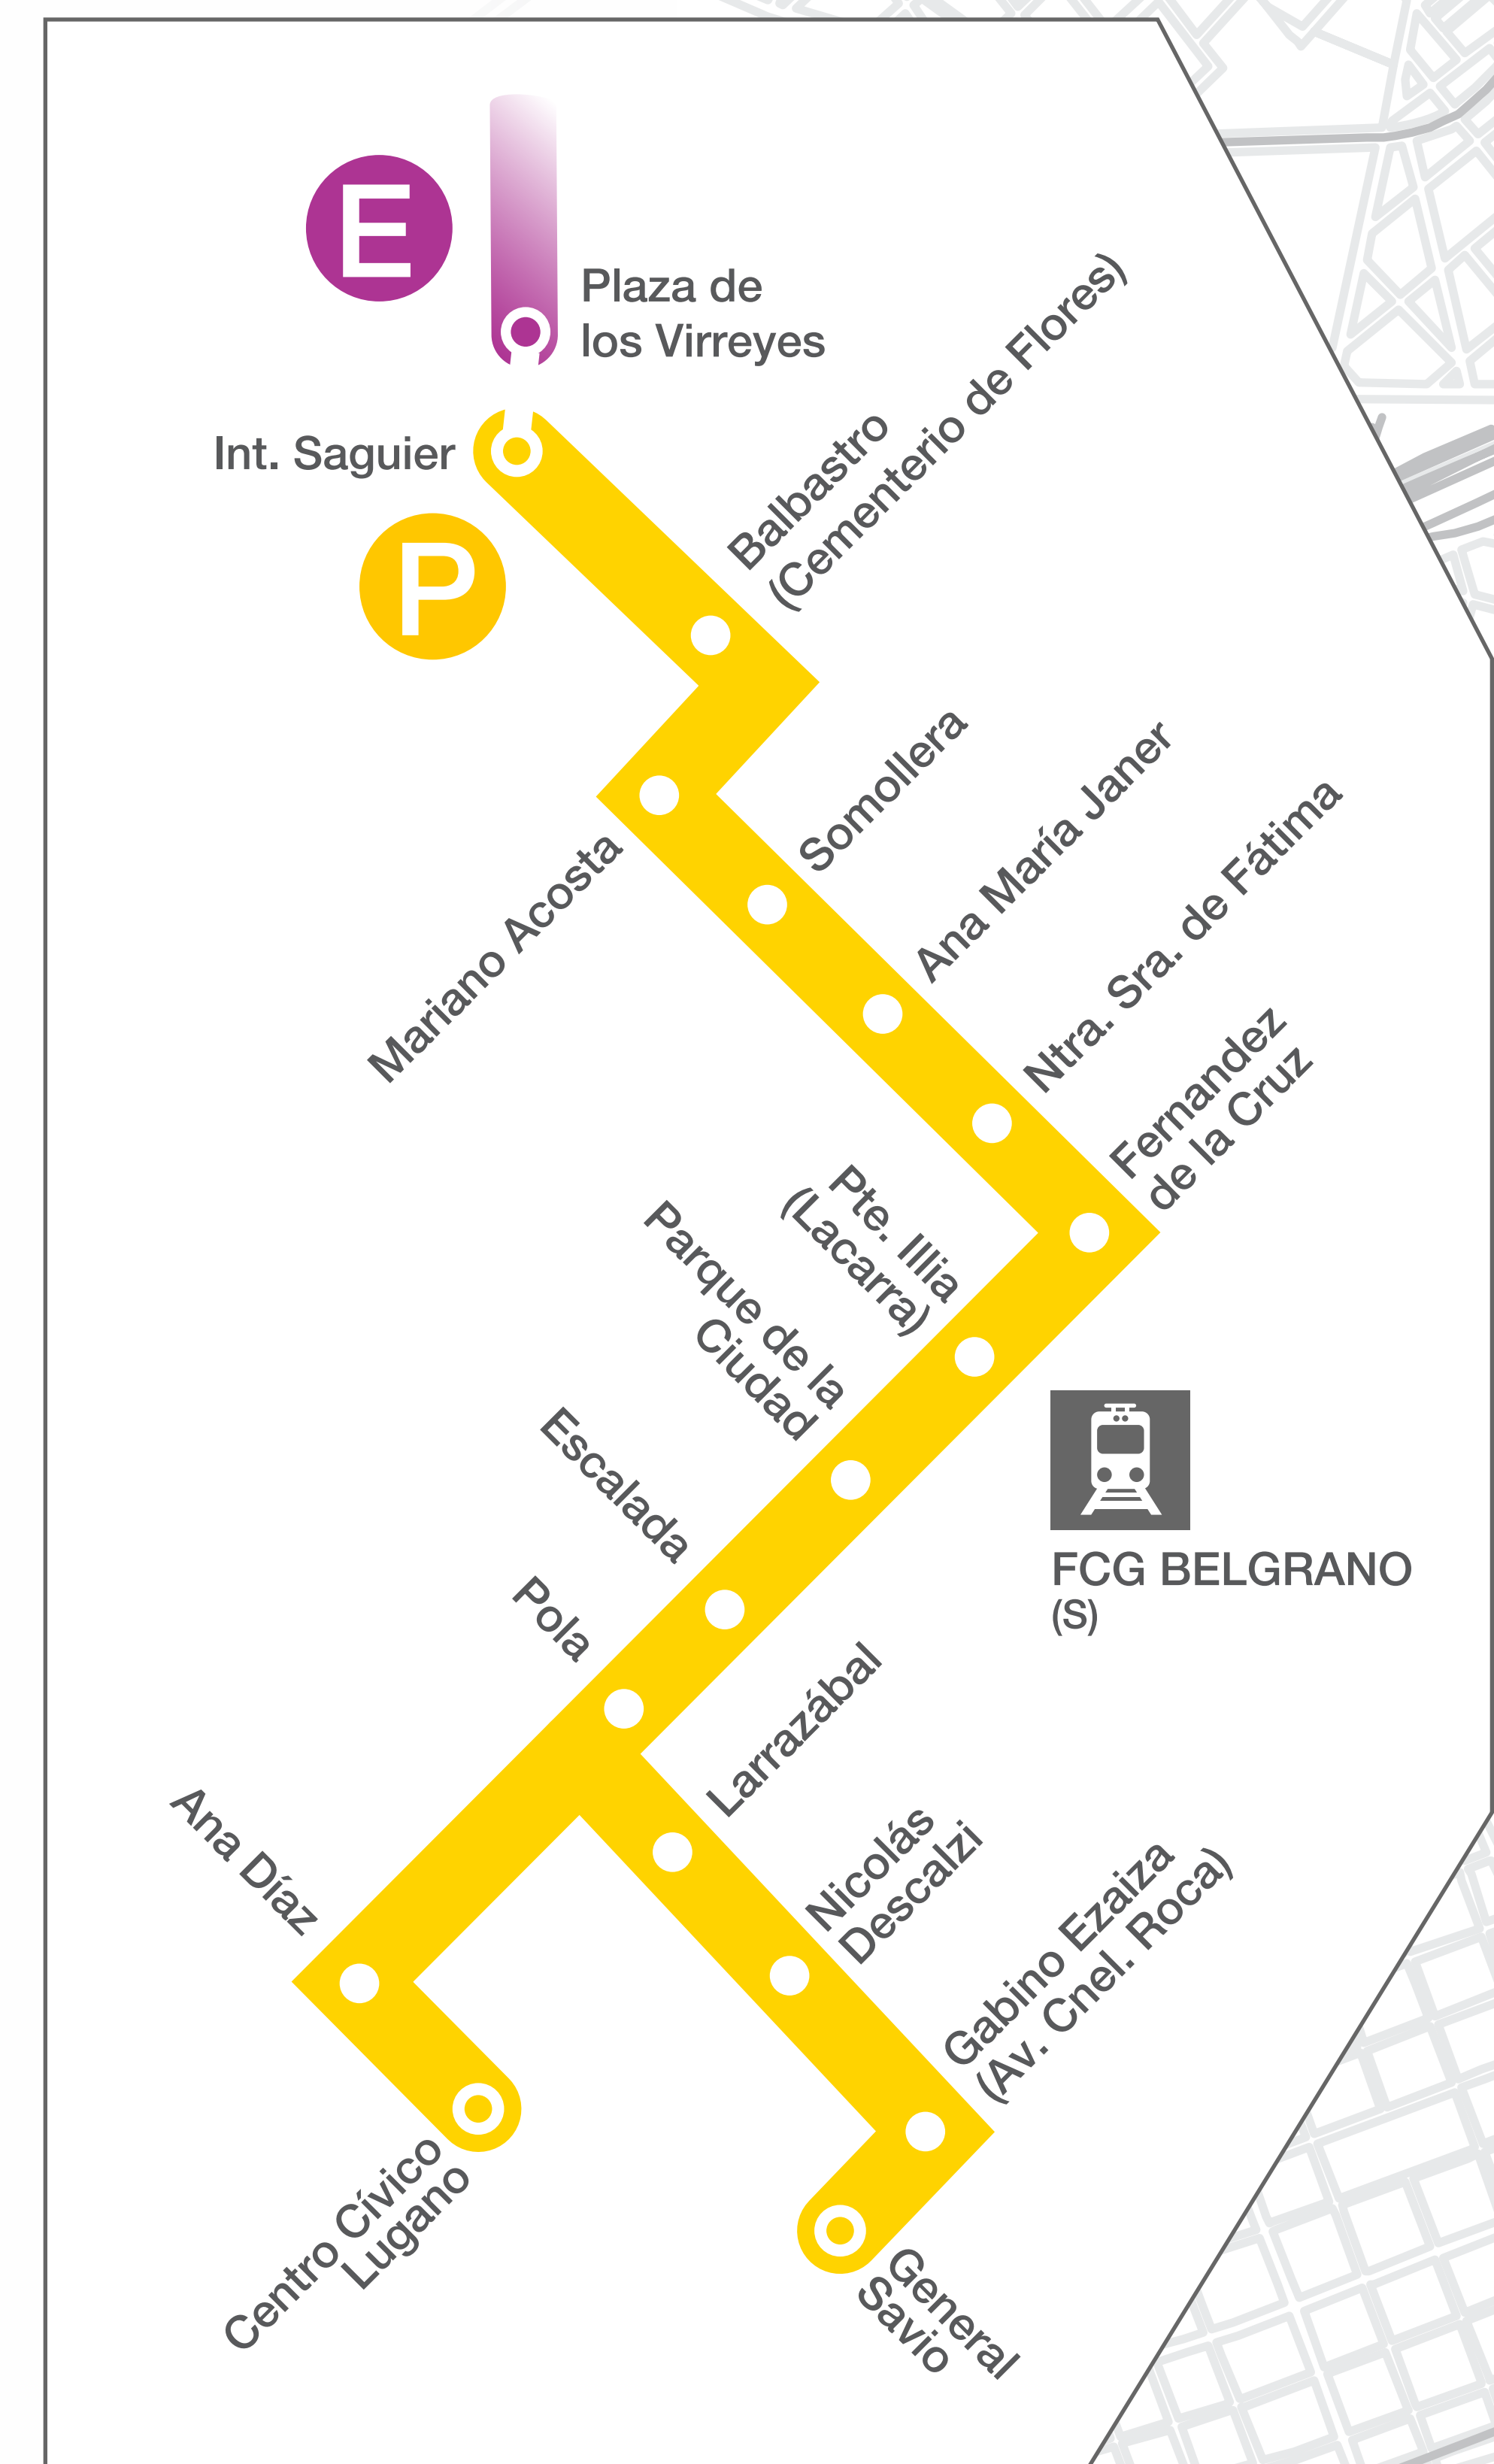 E
Plaza de
los Virreyes
Int. Saguier
P
Balbastro
(Cementerio de Flores)
Mariano Acosta
Somollera
Ana María Janer
Ntra. Sra. de Fátima
Fernandez
de la Cruz
Pte. Illia
(Lacarra)
Parque de la
Ciudad
Escalada
FCG BELGRANO
(S)
Pola
Larrazábal
Ana Díaz
Nicolás
Descalzi
Gabino Ezaiza
(Av. Cnel. Roca)
Centro Cívico
Lugano
General
Savio